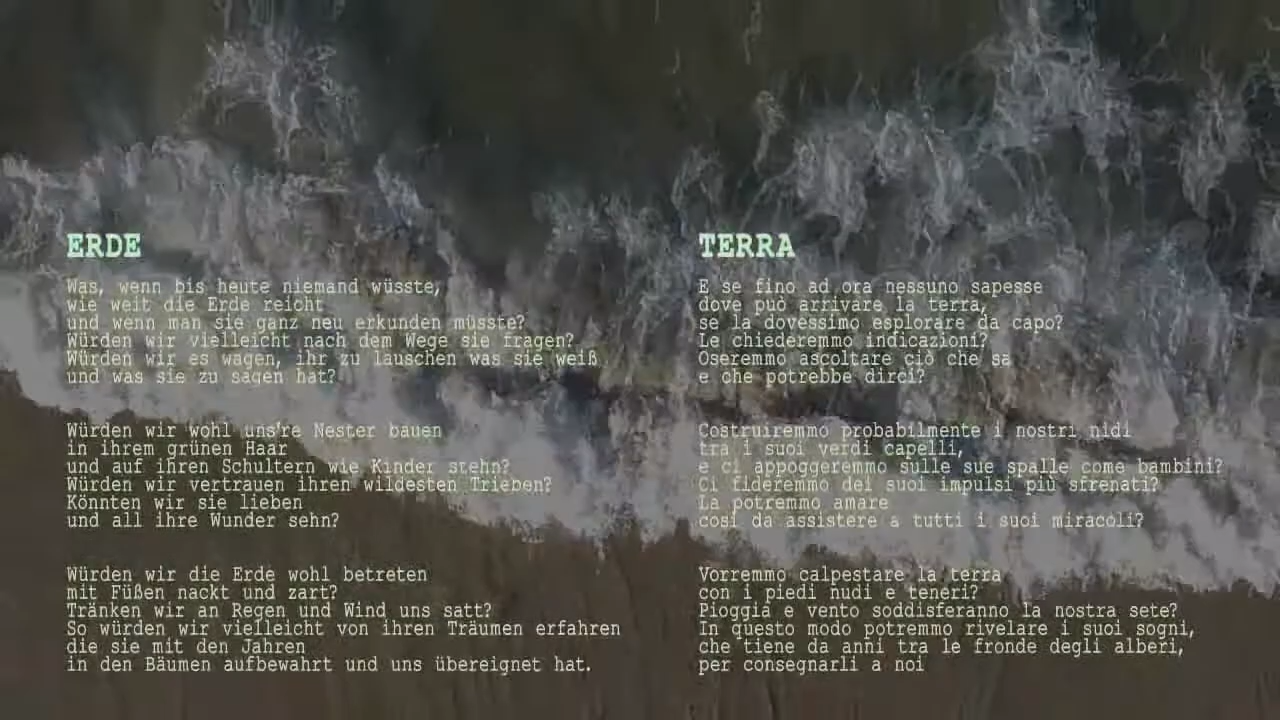 ERDE
Was, wenn bis heute niemand wüsste,
wie weit die Erde reicht
und wenn man sie ganz neu erkunden müsste?
Würden wir vielleicht nach dem Wege sie fragen?
Würden wir es wagen, ihr zu lauschen was sie weiß
und was sie zu sagen hat?
Würden wir wohl uns're Nester bauen
in ihrem grünen Haar
und auf ihren Schultern wie Kinder stehn?
Würden wir vertrauen ihren wildesten Trieben?
Könnten wir sie lieben
und all ihre Wunder sehn?
Würden wir die Erde wohl betreten
mit Füßen nackt und zart?
Tränken wir an Regen und Wind uns satt?
So würden wir vielleicht von ihren Träumen erfahren
die sie mit den Jahren
in den Bäumen aufbewahrt und uns übereignet hat.
TERRA
E se fino ad ora nessuno sapesse
dove può arrivare la terra,
se la dovessimo esplorare da capo?
Le chiederemmo indicazioni?
Oseremmo ascoltare ciò che sa
e che potrebbe dirci?
Costruiremmo probabilmente i nostri nidi
tra i suoi verdi capelli,
e ci appoggeremmo sulle sue spalle come bambini?
Ci fideremmo dei suoi impulsi più sfrenati?
La potremmo amare
così da assistere a tutti i suoi miracoli?
Vorremmo calpestare la terra
con i piedi nudi e teneri?
Pioggia e vento soddisferanno la nostra sete?
In questo modo potremmo rivelare i suoi sogni,
che tiene da anni tra le fronde degli alberi,
per consegnarli a noi